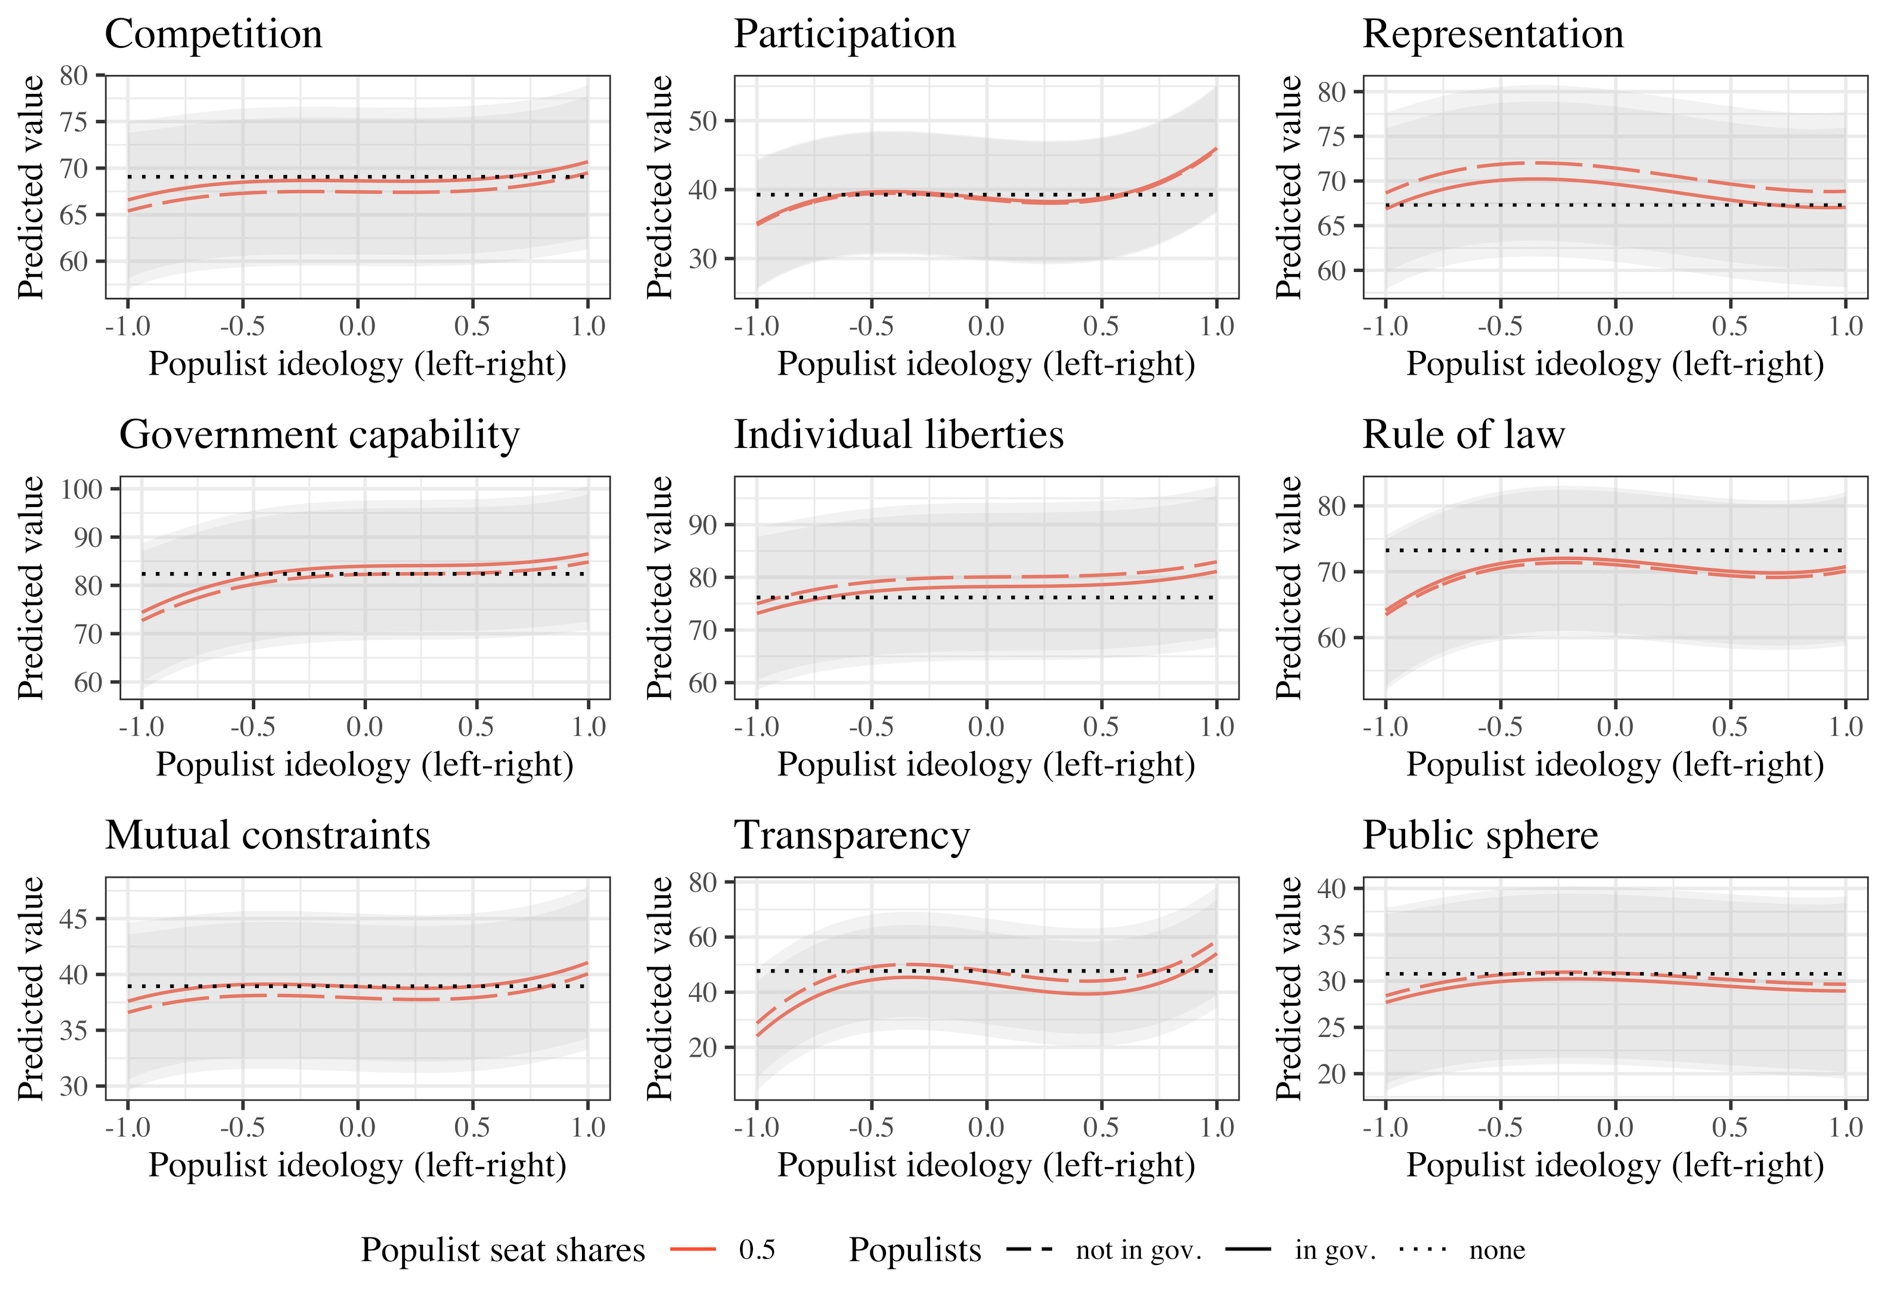 Competition
Participation
Representation
Predicted value
80
75
70
65
60
-1.0 -0.5 0.0 0.5 1.0
Populist ideology (left-right)
Predicted value
50
40
30
-1.0 -0.5 0.0 0.5 1.0
Populist ideology (left-right)
Predicted value
80
75
70
65
60
-1.0 -0.5 0.0 0.5 1.0
Populist ideology (left-right)
Government capability
Individual liberties
Rule of law
Predicted value
100
90
80
70
60
-1.0 -0.5 0.0 0.5 1.0
Populist ideology (left-right)
Predicted value
90
80
70
60
-1.0 -0.5 0.0 0.5 1.0
Populist ideology (left-right)
Predicted value
80
70
60
-1.0 -0.5 0.0 0.5 1.0
Populist ideology (left-right)
Mutual constraints
Transparency
Public sphere
Predicted value
45
40
35
30
-1.0 -0.5 0.0 0.5 1.0
Populist ideology (left-right)
Predicted value
80
60
40
20
-1.0 -0.5 0.0 0.5 1.0
Populist ideology (left-right)
Predicted value
40
35
30
25
20
-1.0 -0.5 0.0 0.5 1.0
Populist ideology (left-right)
Populist seat shares 0.5 Populists not in gov. in gov. none